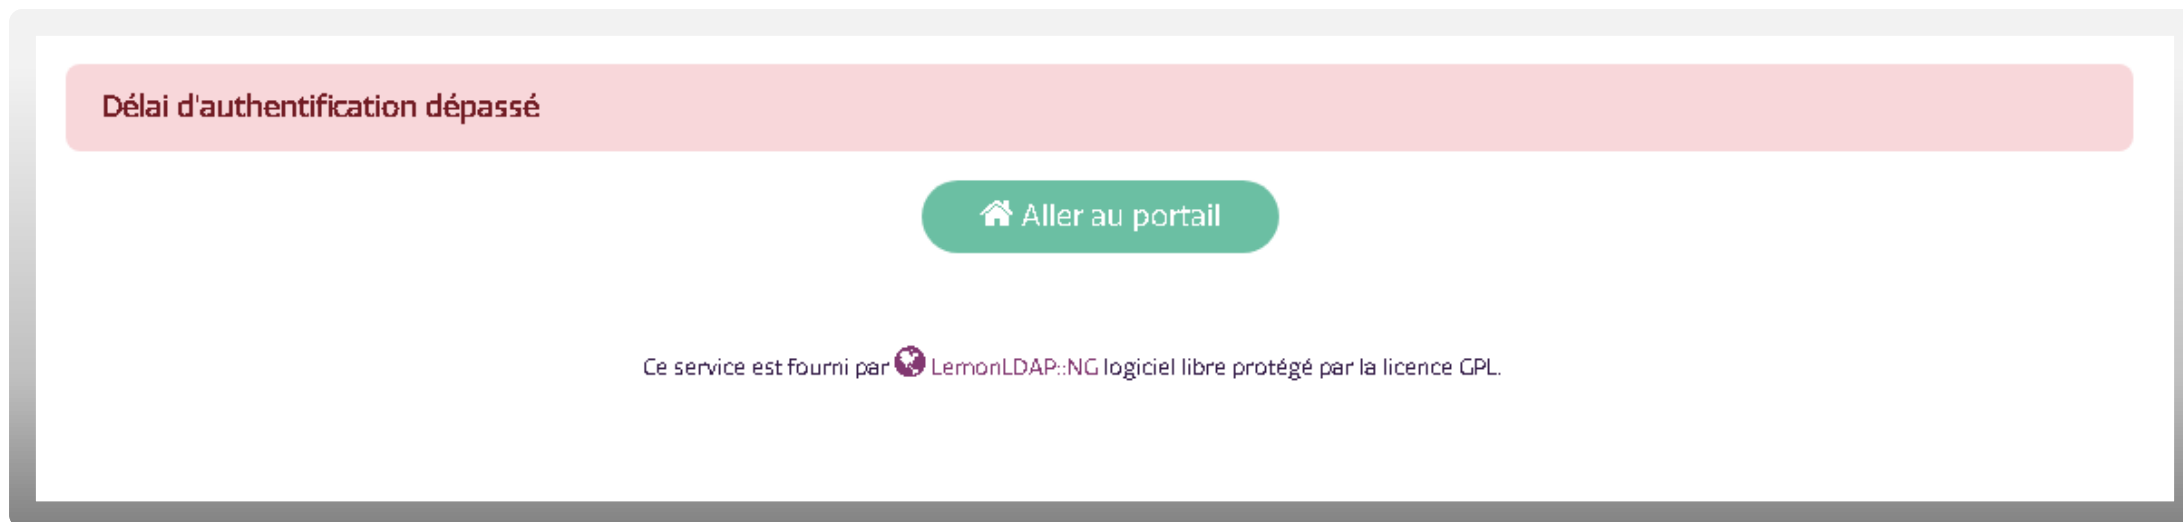 Délai d'authentification dépassé
Aller au portail
Ce service est fourni par LemonLDAP::NG logiciel libre protégé par la licence GPL.